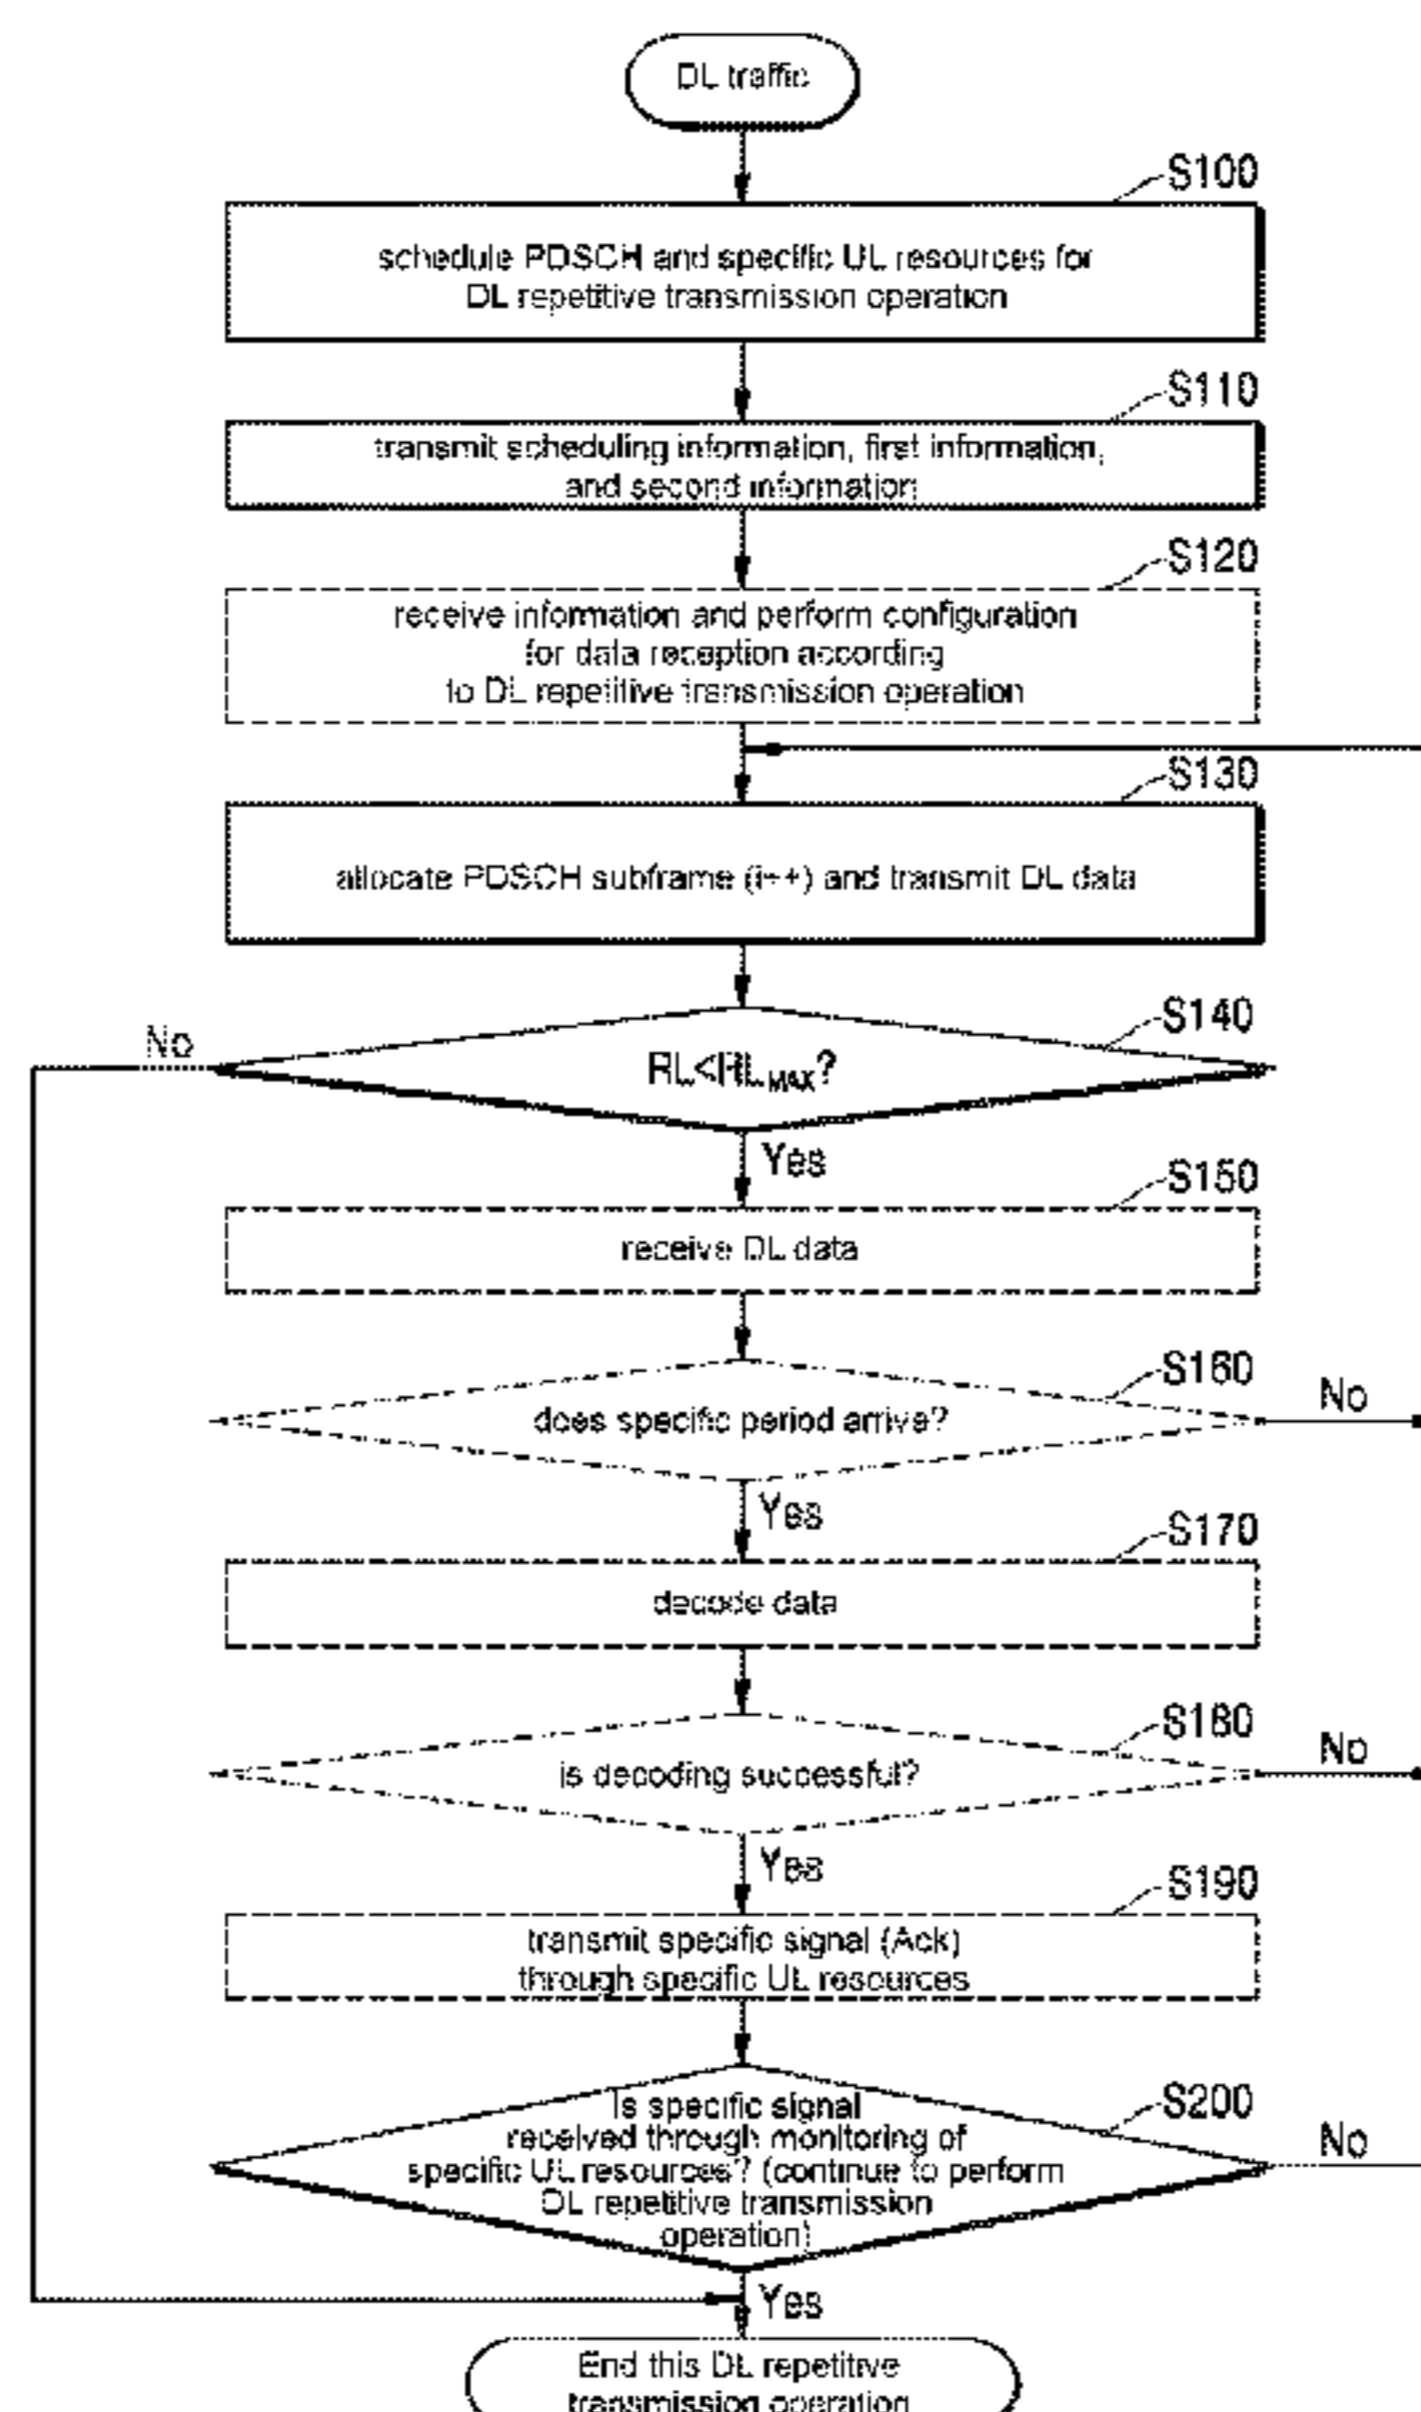 DL traffic
S100
schedule PDSCH and specific UL resources for
DL repetitive transmission operation
S110
transmit scheduling information, first information,
and second information
S120
receive information and perform configuration
for data reception according
to DL repetitive transmission operation
S130
allocate PDSCH subframe (i++) and transmit DL data
S140
No
RL<RLMAX?
Yes
S150
receive DL data
S160
does specific period arrive?
No
Yes
S170
decode data
S180
is decoding successful?
No
Yes
S190
transmit specific signal (Ack)
through specific UL resources
S200
Is specific signal
received through monitoring of
specific UL resources? (continue to perform
DL repetitive transmission
operation)
No
Yes
End this DL repetitive
transmission operation